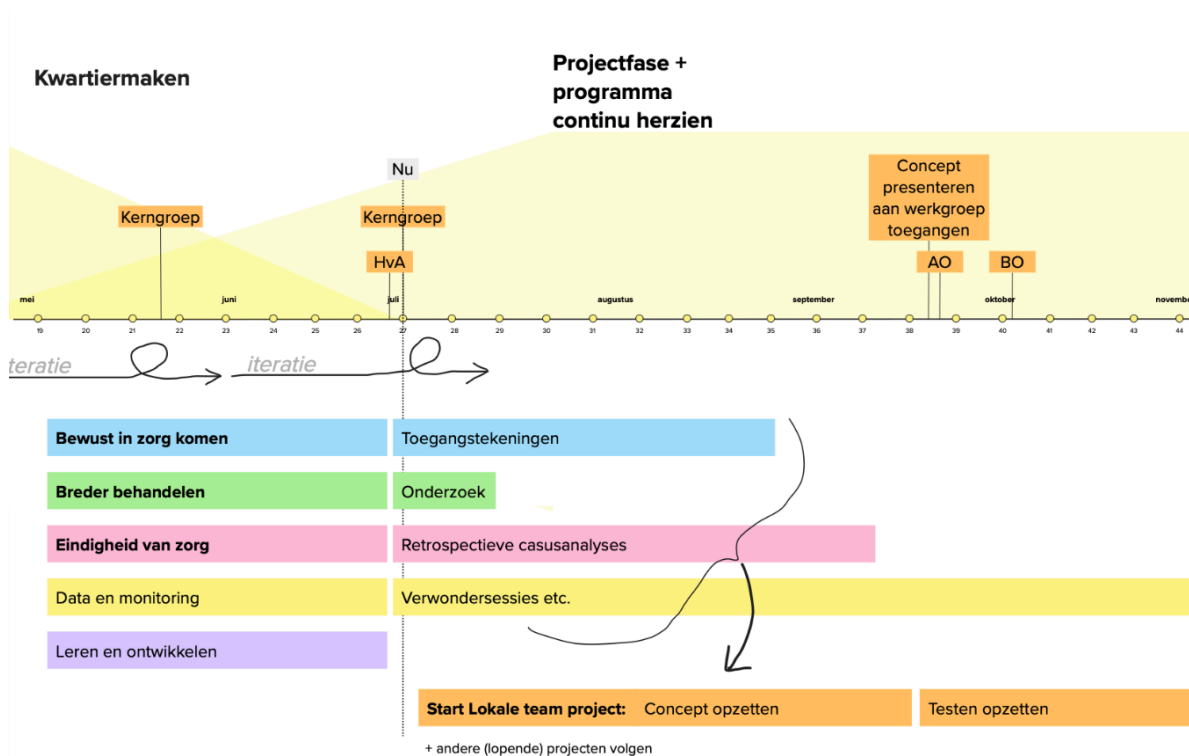 Kwartiermaken
Projectfase +
programma
continu herzien
Nu
Kerngroep
Kerngroep
HvA
Concept
presenteren
aan werkgroep
toegangen
AO
BO
mei
juni
juli
augustus
september
oktober
november
19 20 21 22 23 24 25 26 27 28 29 30 31 32 33 34 35 36 37 38 39 40 41 42 43 44
iteratie
iteratie
Bewust in zorg komen
Toegangstekeningen
Breder behandelen
Onderzoek
Eindigheid van zorg
Retrospectieve casusanalyses
Data en monitoring
Verwondersessies etc.
Leren en ontwikkelen
Start Lokale team project: Concept opzetten
Testen opzetten
+ andere (lopende) projecten volgen